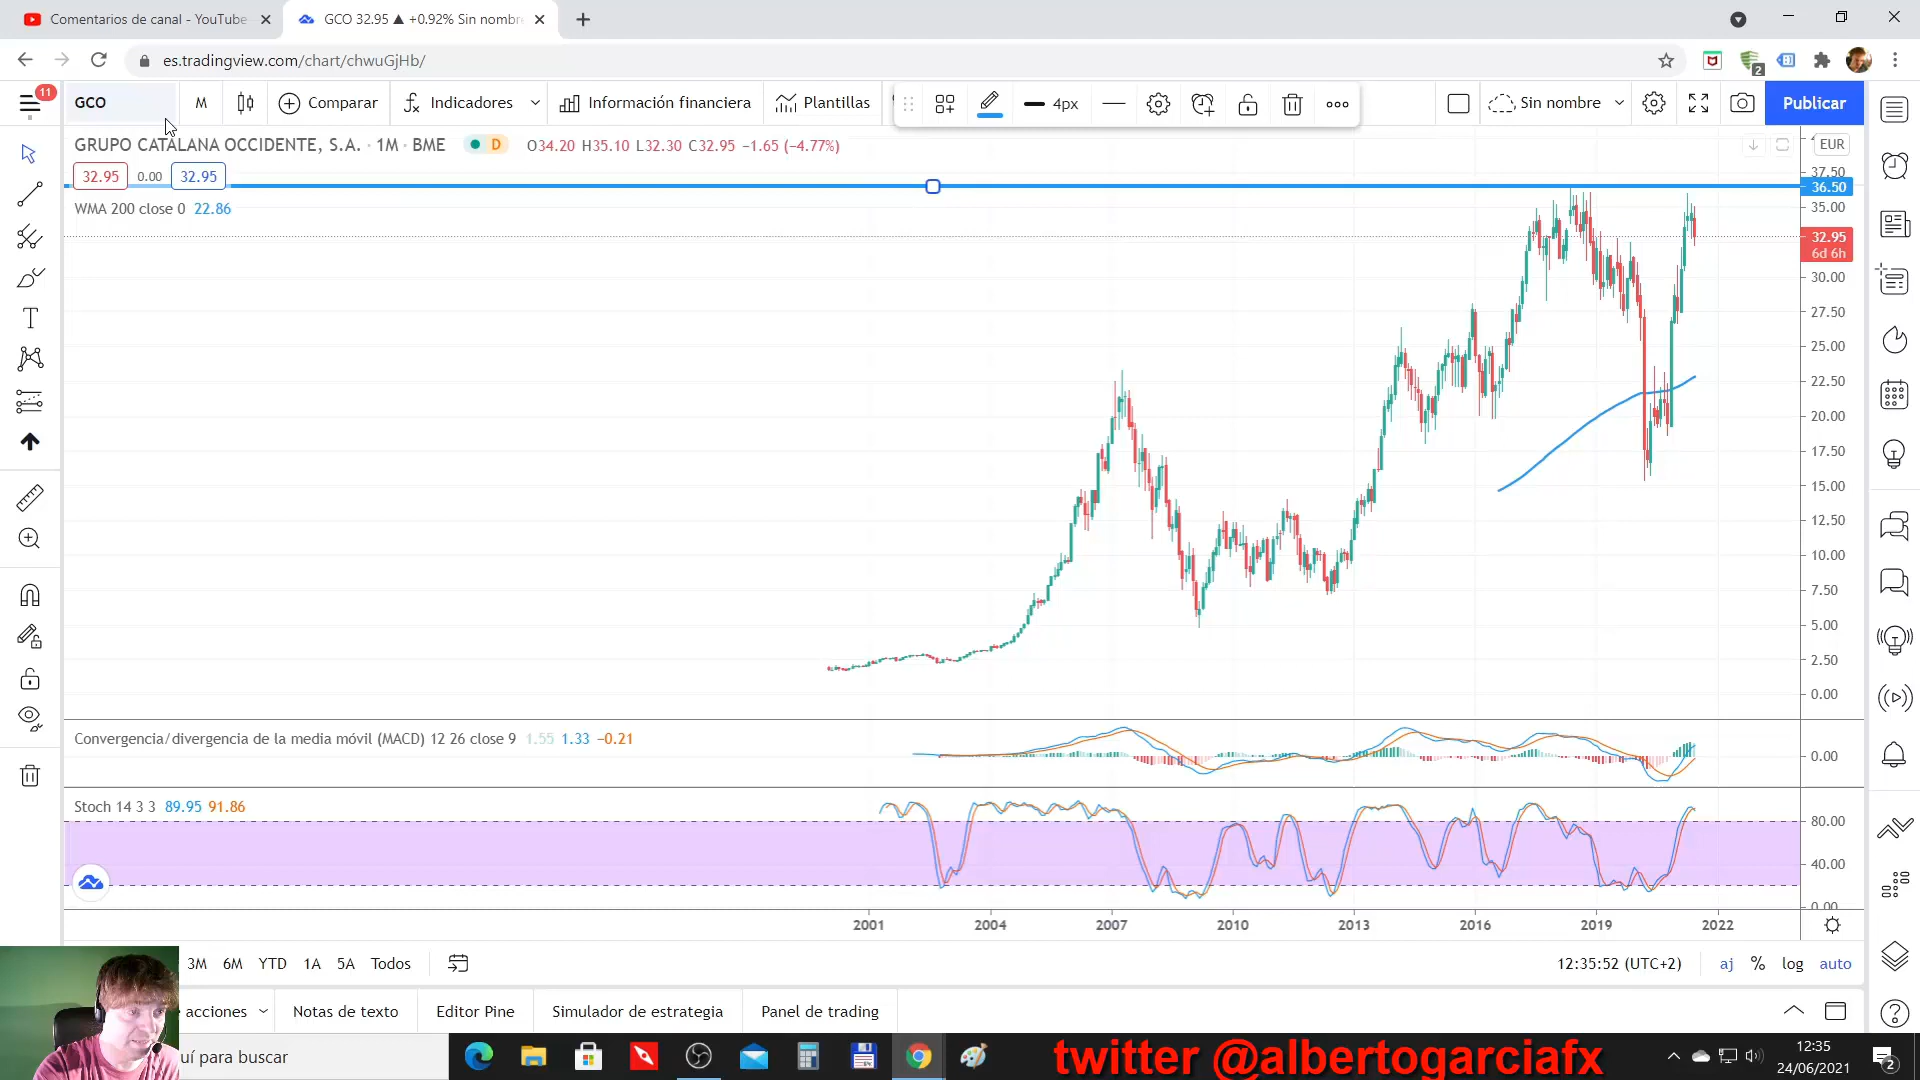 Comentarios de canal - YouTube
GCO 32.95 ▲ +0.92% Sin nombr
es.tradingview.com/chart/chwuGjHb/
2
11
GCO
M
Comparar
Indicadores
Información financiera
Plantillas
4px
Sin nombre
Publicar
GRUPO CATALANA OCCIDENTE, S.A. · 1M · BME
D
O34.20 H35.10 L32.30 C32.95 −1.65 (−4.77%)
EUR
32.95
0.00
32.95
WMA 200 close 0 22.86
37.50
36.50
35.00
32.95
6d 6h
30.00
27.50
25.00
22.50
20.00
17.50
15.00
12.50
10.00
7.50
5.00
2.50
0.00
Convergencia/divergencia de la media móvil (MACD) 12 26 close 9 1.55 1.33 −0.21
0.00
Stoch 14 3 3 89.95 91.86
80.00
40.00
0.00
2001 2004 2007 2010 2013 2016 2019 2022
3M 6M YTD 1A 5A Todos
12:35:52 (UTC+2)
aj % log auto
acciones
Notas de texto
Editor Pine
Simulador de estrategia
Panel de trading
uí para buscar
twitter @albertogarciafx
12:35
24/06/2021
2